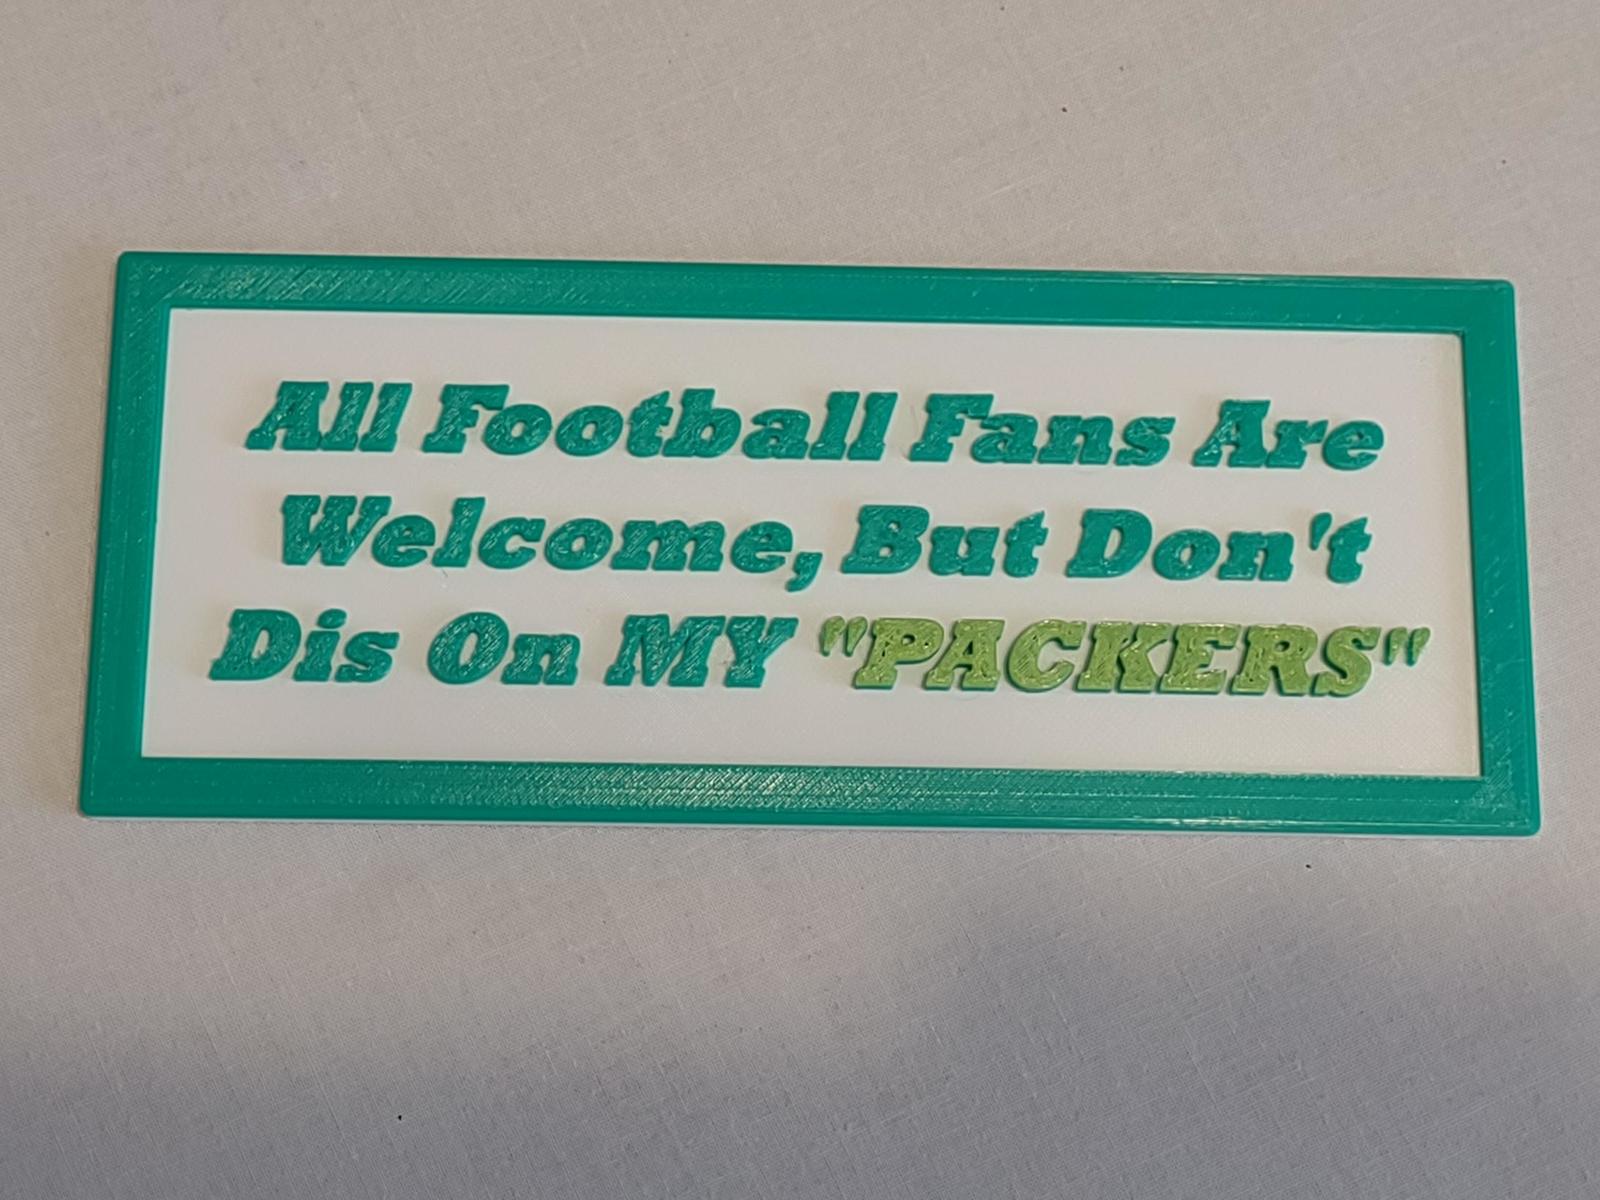 All Football Fans Are
Welcome, But Don't
Dis On MY "PACKERS"